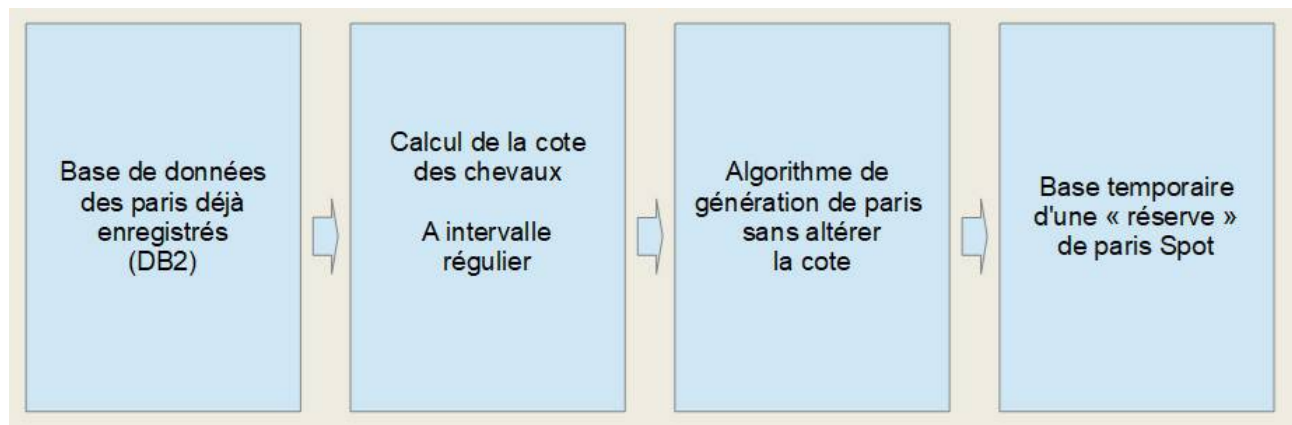 Base de données
des paris déjà
enregistrés
(DB2)
Calcul de la cote
des chevaux
A intervalle
régulier
Algorithme de
génération de paris
sans altérer
la cote
Base temporaire
d'une « réserve »
de paris Spot